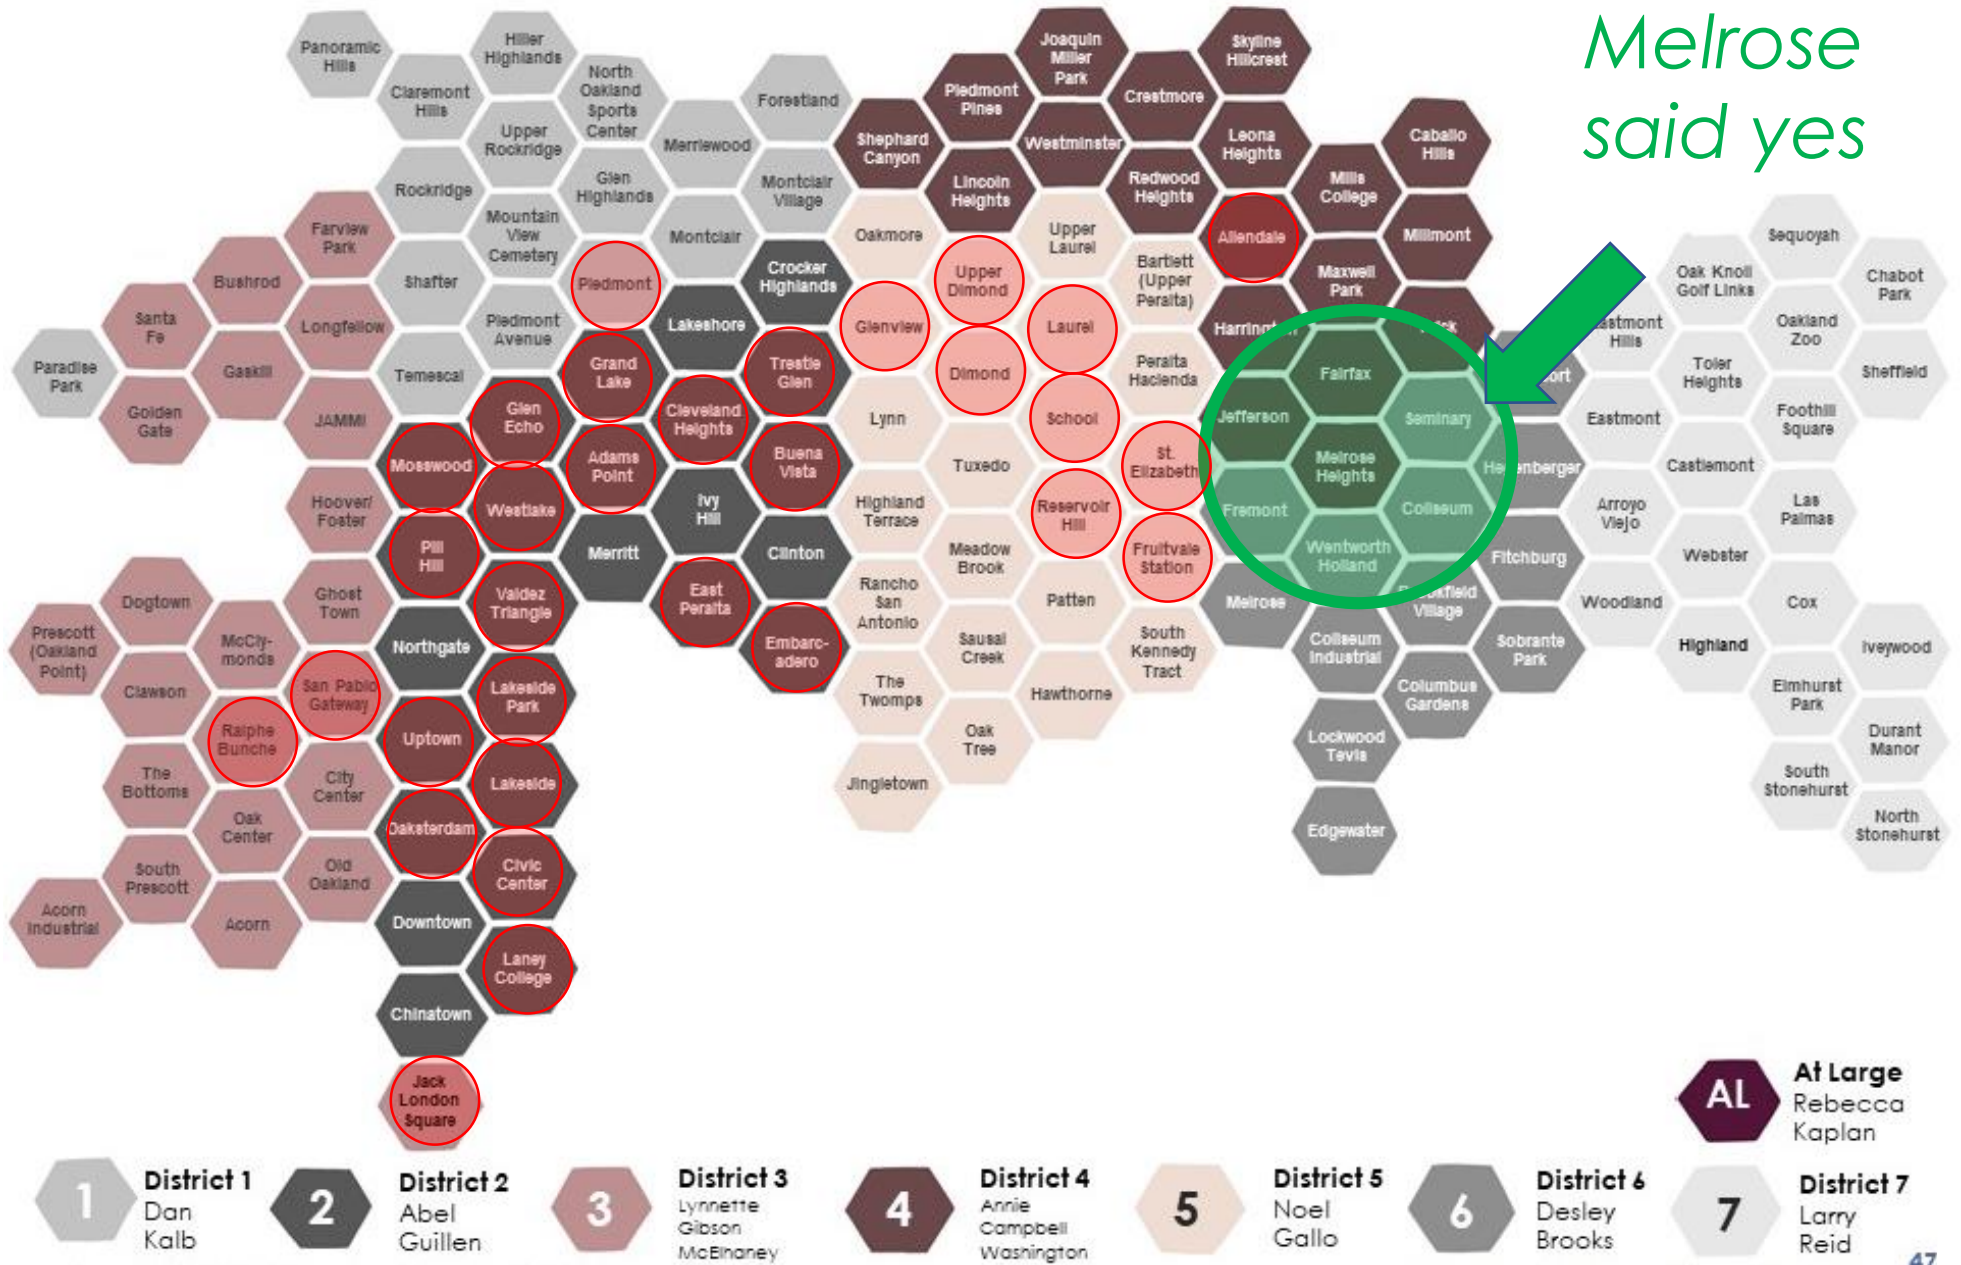 Melrose
said yes
Panoramic
Hills
Hiller
Highlands
Claremont
Hills
North
Oakland
Sports
Center
Upper
Rockridge
Merriewood
Forestland
Shephard
Canyon
Piedmont
Pines
Joaquin
Miller
Park
Westminster
Crestmore
Skyline
Hillcrest
Leona
Heights
Caballo
Hills
Rockridge
Glen
Highlands
Montclair
Village
Lincoln
Heights
Redwood
Heights
Mills
College
Farview
Park
Mountain
View
Cemetery
Montclair
Oakmore
Upper
Laurel
Allendale
Millmont
Sequoyah
Bushrod
Shafter
Piedmont
Crocker
Highlands
Upper
Dimond
Bartlett
(Upper
Peralta)
Maxwell
Park
Oak Knoll
Golf Links
Chabot
Park
Santa
Fe
Longfellow
Piedmont
Avenue
Lakeshore
Glenview
Laurel
Oakland
Zoo
Paradise
Park
Gaskill
Temescal
Grand
Lake
Trestle
Glen
Dimond
Peralta
Hacienda
Fairfax
Hills
Toler
Heights
Sheffield
Golden
Gate
JAMMI
Glen
Echo
Cleveland
Heights
Lynn
School
Jefferson
Seminary
Eastmont
Foothill
Square
Mosswood
Adams
Point
Buena
Vista
Tuxedo
St.
Elizabeth
Melrose
Heights
Castlemont
Hoover/
Foster
Westlake
Ivy
Hill
Highland
Terrace
Reservoir
Hill
Fremont
Coliseum
Arroyo
Viejo
Las
Palmas
Pill
Hill
Merritt
Clinton
Meadow
Brook
Fruitvale
Station
Wentworth
Holland
Fitchburg
Webster
Dogtown
Ghost
Town
Valdez
Triangle
East
Peralta
Rancho
San
Antonio
Patten
Melrose
Village
Woodland
Cox
Prescott
(Oakland
Point)
McCly-
monds
Northgate
Embarc-
adero
Sausal
Creek
South
Kennedy
Tract
Coliseum
Industrial
Sobrante
Park
Highland
Iveywood
Clawson
San Pablo
Gateway
Lakeside
Park
The
Twomps
Hawthorne
Columbus
Gardens
Elmhurst
Park
Ralphe
Bunche
Uptown
Oak
Tree
Lockwood
Tevis
Durant
Manor
The
Bottoms
City
Center
Lakeside
Jingletown
South
Stonehurst
Oak
Center
Oaksterdam
Edgewater
North
Stonehurst
South
Prescott
Old
Oakland
Civic
Center
Acorn
Industrial
Acorn
Downtown
Laney
College
Chinatown
Jack
London
Square
AL
At Large
Rebecca
Kaplan
1
District 1
Dan
Kalb
2
District 2
Abel
Guillen
3
District 3
Lynnette
Gibson
McElhaney
4
District 4
Annie
Campbell
Washington
5
District 5
Noel
Gallo
6
District 6
Desley
Brooks
7
District 7
Larry
Reid
47